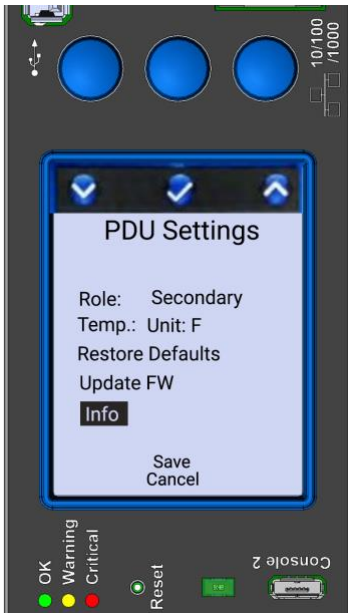 10/100
/1000
PDU Settings
Role: Secondary
Temp.: Unit: F
Restore Defaults
Update FW
Info
Save
Cancel
OK
Warning
Critical
Reset
Console 2